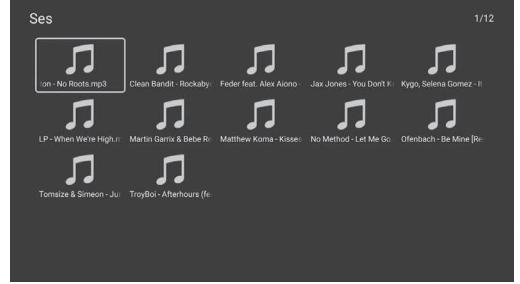 Ses
1/12
ton - No Roots.mp3
Clean Bandit - Rockaby
Feder feat. Alex Aiono -
Jax Jones - You Don't K
Kygo, Selena Gomez - It
LP - When We're High.m
Martin Garrix & Bebe Re
Matthew Koma - Kisses
No Method - Let Me Go.
Ofenbach - Be Mine [Re
Tomsize & Simeon - Ju
TroyBoi - Afterhours (fe